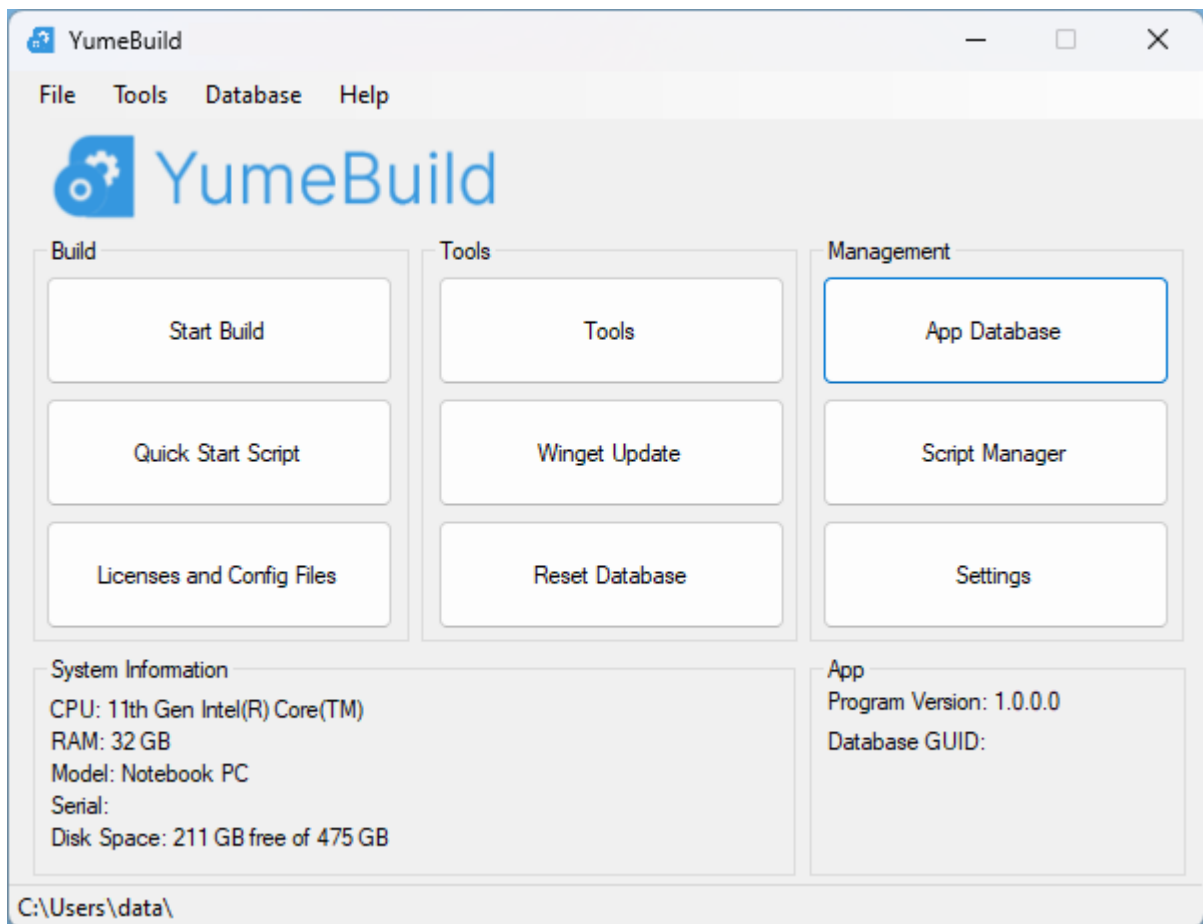 YumeBuild
File Tools Database Help
YumeBuild
Build
Start Build
Quick Start Script
Licenses and Config Files
Tools
Tools
Winget Update
Reset Database
Management
App Database
Script Manager
Settings
System Information
CPU: 11th Gen Intel(R) Core(TM)
RAM: 32 GB
Model: Notebook PC
Serial:
Disk Space: 211 GB free of 475 GB
App
Program Version: 1.0.0.0
Database GUID:
C:\Users\data\